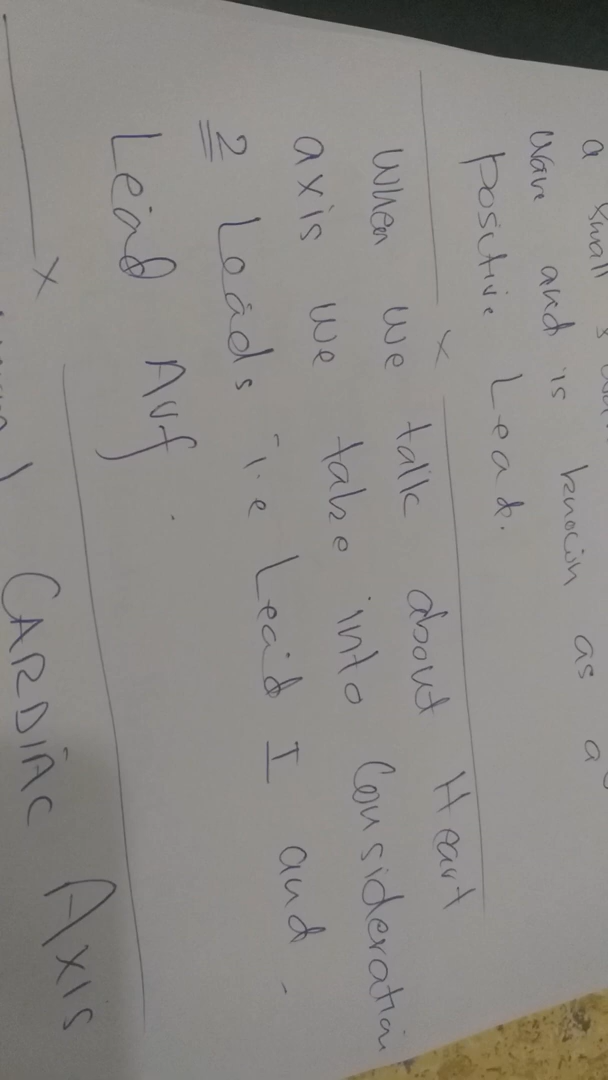 a small s
wave and is known as a
positive Lead.
x
When we talk about Heart
axis we take into Consideration
2 Leads i.e Lead I and -
Lead Avf.
x
CARDIAC AXIS